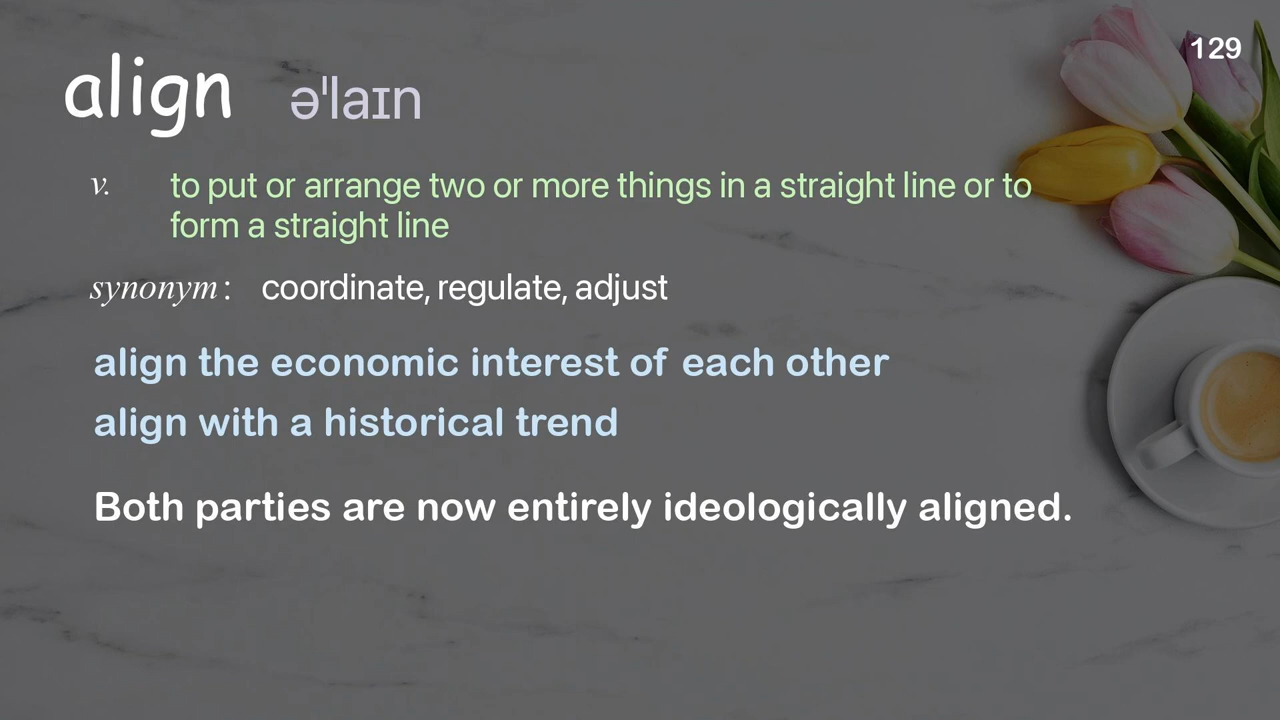 129
align əˈlaɪn
v. to put or arrange two or more things in a straight line or to
form a straight line
synonym: coordinate, regulate, adjust
align the economic interest of each other
align with a historical trend
Both parties are now entirely ideologically aligned.